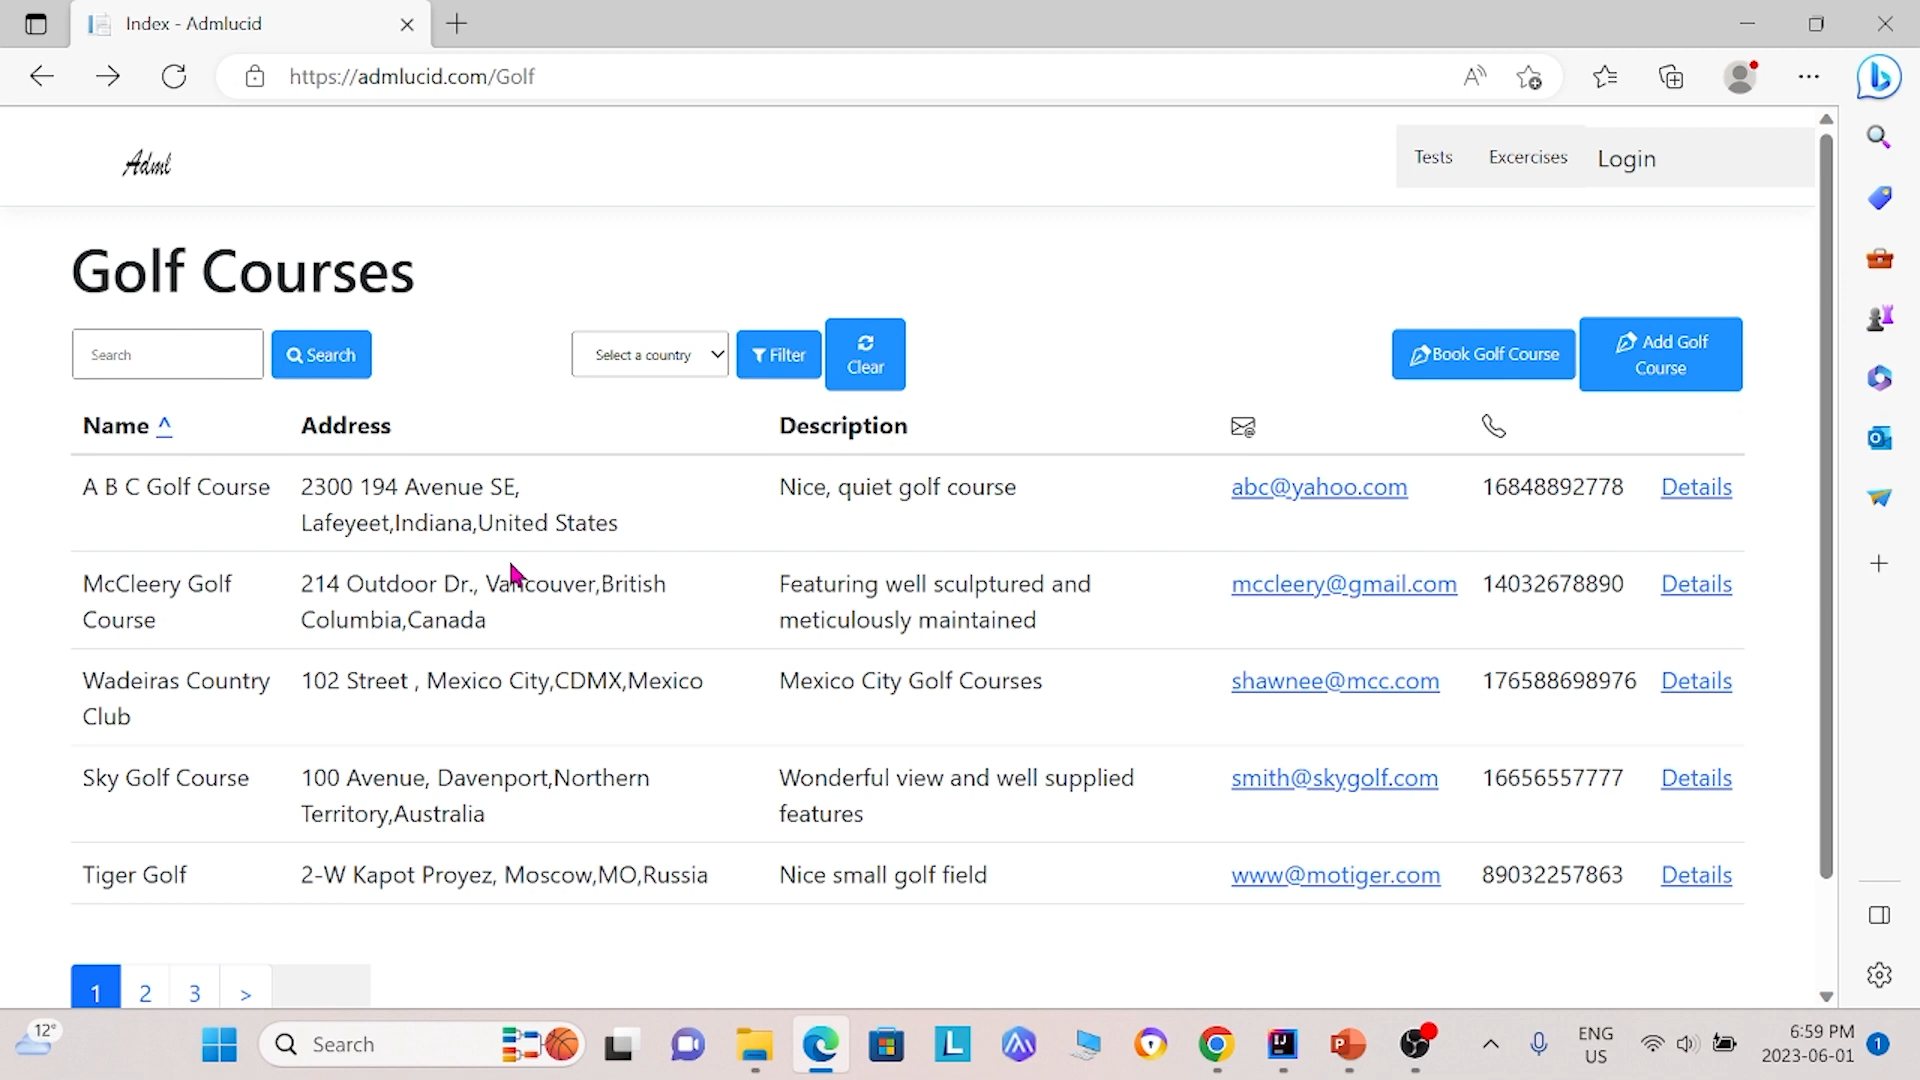 Index - Admlucid
https://admlucid.com/Golf
Adml
Tests Excercises Login
Golf Courses
Search Search Select a country Filter Clear Book Golf Course Add Golf
Course
Name ^ Address Description
A B C Golf Course 2300 194 Avenue SE, Nice, quiet golf course abc@yahoo.com 16848892778 Details
Lafeyeet,Indiana,United States
McCleery Golf 214 Outdoor Dr., Vancouver,British Featuring well sculptured and mccleery@gmail.com 14032678890 Details
Course Columbia,Canada meticulously maintained
Wadeiras Country 102 Street , Mexico City,CDMX,Mexico Mexico City Golf Courses shawnee@mcc.com 176588698976 Details
Club
Sky Golf Course 100 Avenue, Davenport,Northern Wonderful view and well supplied smith@skygolf.com 16656557777 Details
Territory,Australia features
Tiger Golf 2-W Kapot Proyez, Moscow,MO,Russia Nice small golf field www@motiger.com 89032257863 Details
1 2 3 >
12° Search ENG 6:59 PM
US 2023-06-01 1